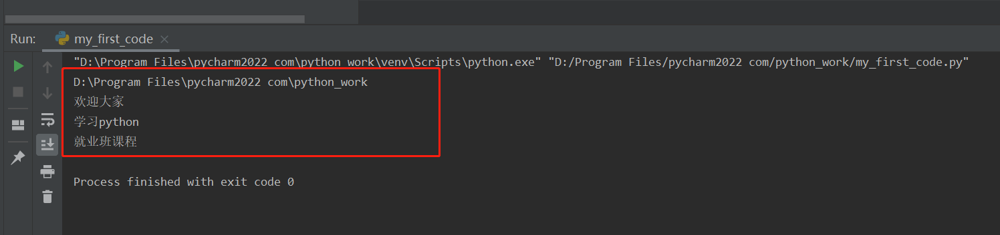 Run: my_first_code
"D:\Program Files\pycharm2022 com\python work\venv\Scripts\python.exe" "D:/Program Files/pycharm2022 com/python_work/my_first_code.py"
D:\Program Files\pycharm2022 com\python_work
欢迎大家
学习python
就业班课程
Process finished with exit code 0